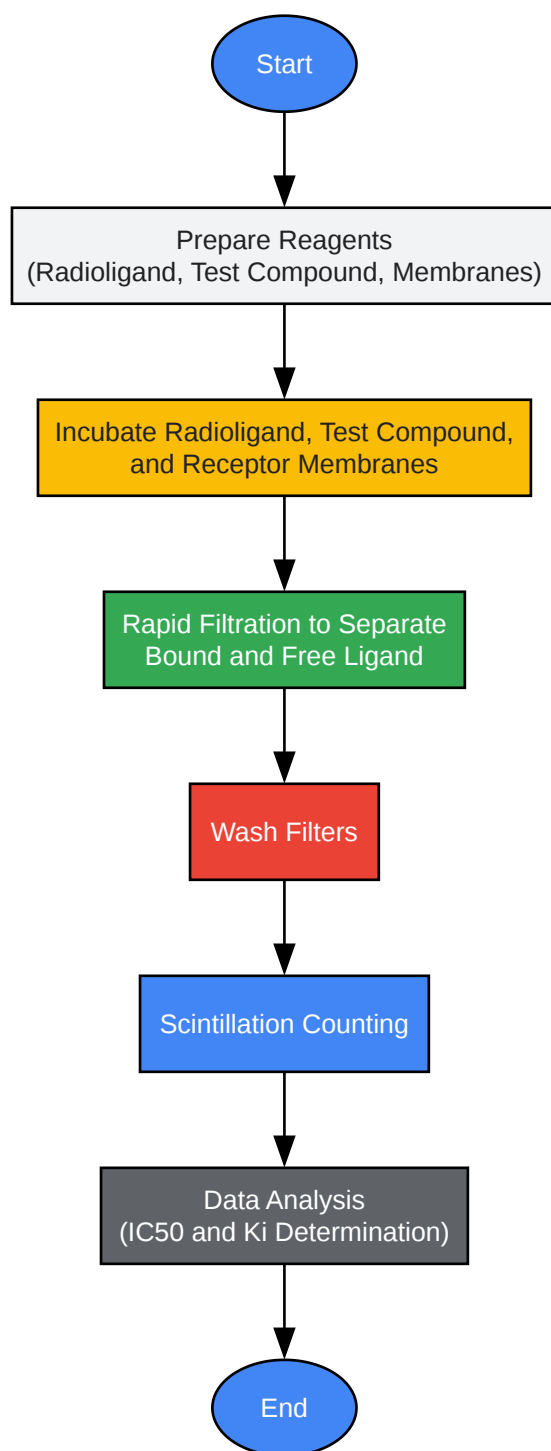 Start
Prepare Reagents
(Radioligand, Test Compound, Membranes)
Incubate Radioligand, Test Compound,
and Receptor Membranes
Rapid Filtration to Separate
Bound and Free Ligand
Wash Filters
Scintillation Counting
Data Analysis
(IC50 and Ki Determination)
End